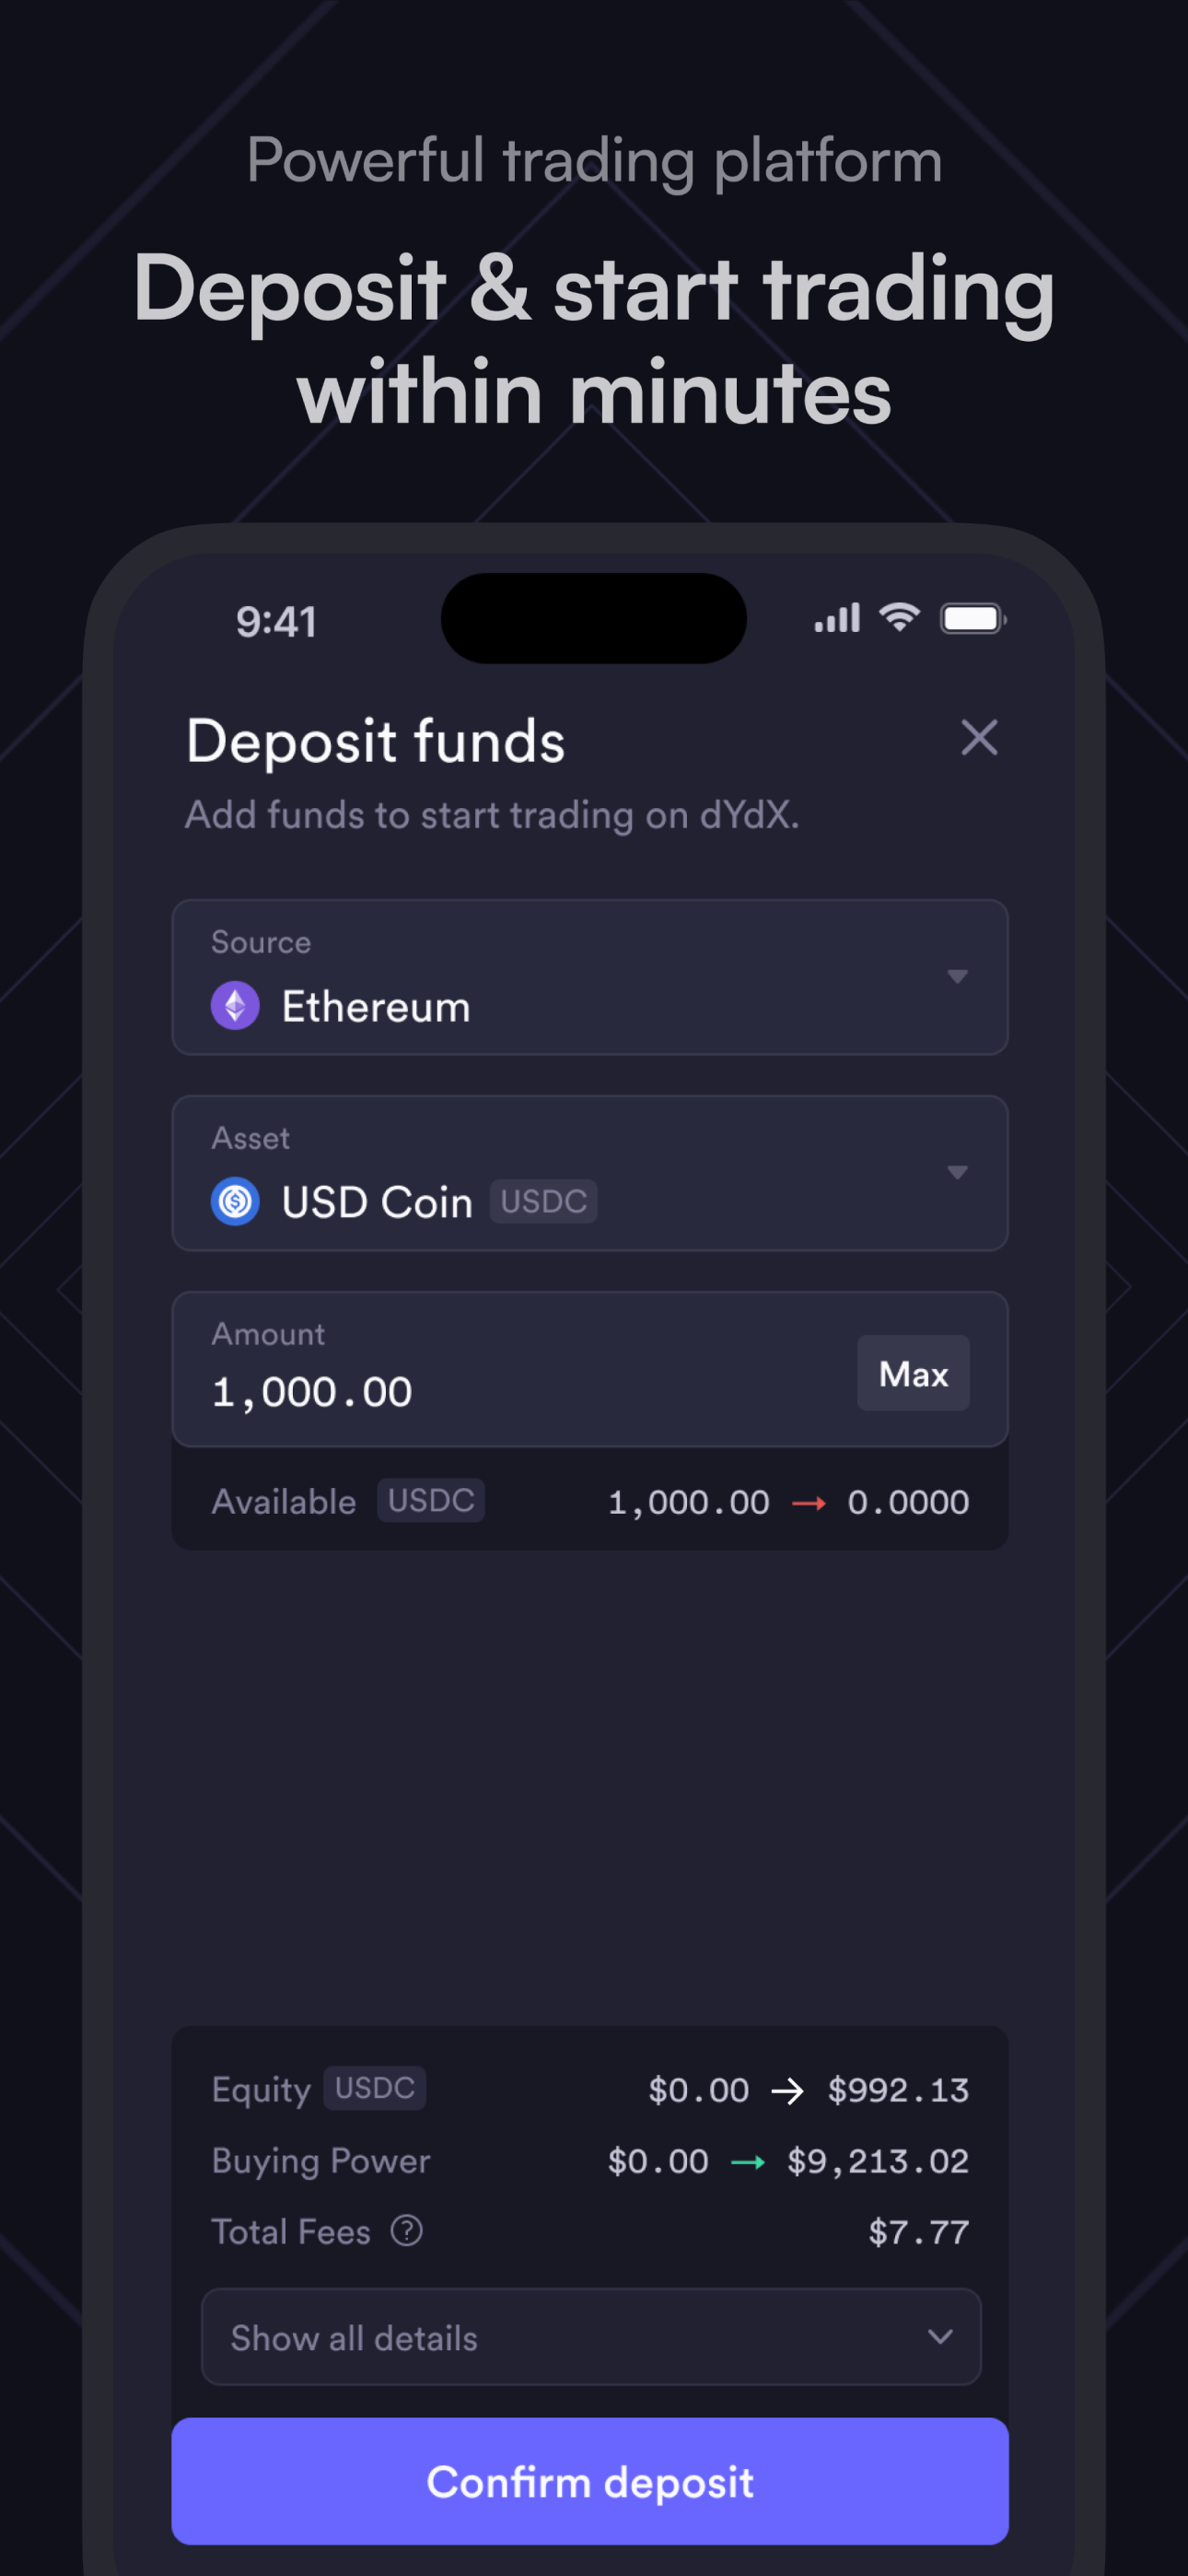 Powerful trading platform
Deposit & start trading
within minutes
9:41
Deposit funds
Add funds to start trading on dYdX.
Source
Ethereum
Asset
USD Coin USDC
Amount
1,000.00
Max
Available USDC 1,000.00 → 0.0000
Equity USDC $0.00 → $992.13
Buying Power $0.00 → $9,213.02
Total Fees ? $7.77
Show all details
Confirm deposit